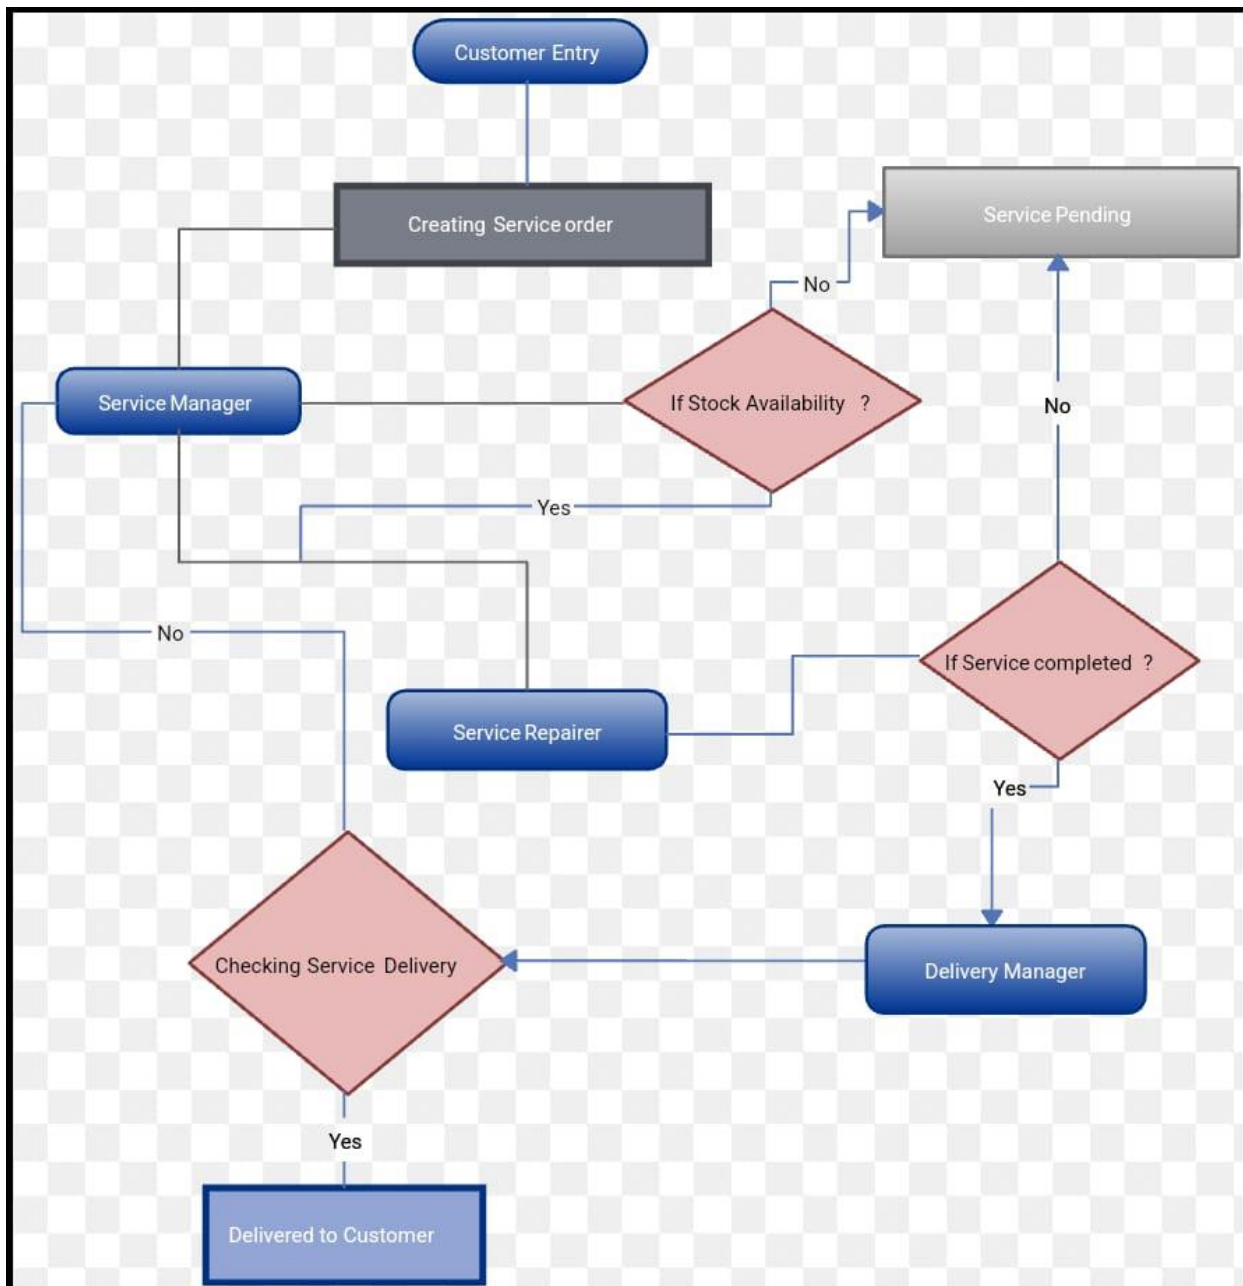 Customer Entry
Creating Service order
Service Pending
No
Service Manager
If Stock Availability ?
No
Yes
No
If Service completed ?
Service Repairer
Yes
Checking Service Delivery
Delivery Manager
Yes
Delivered to Customer